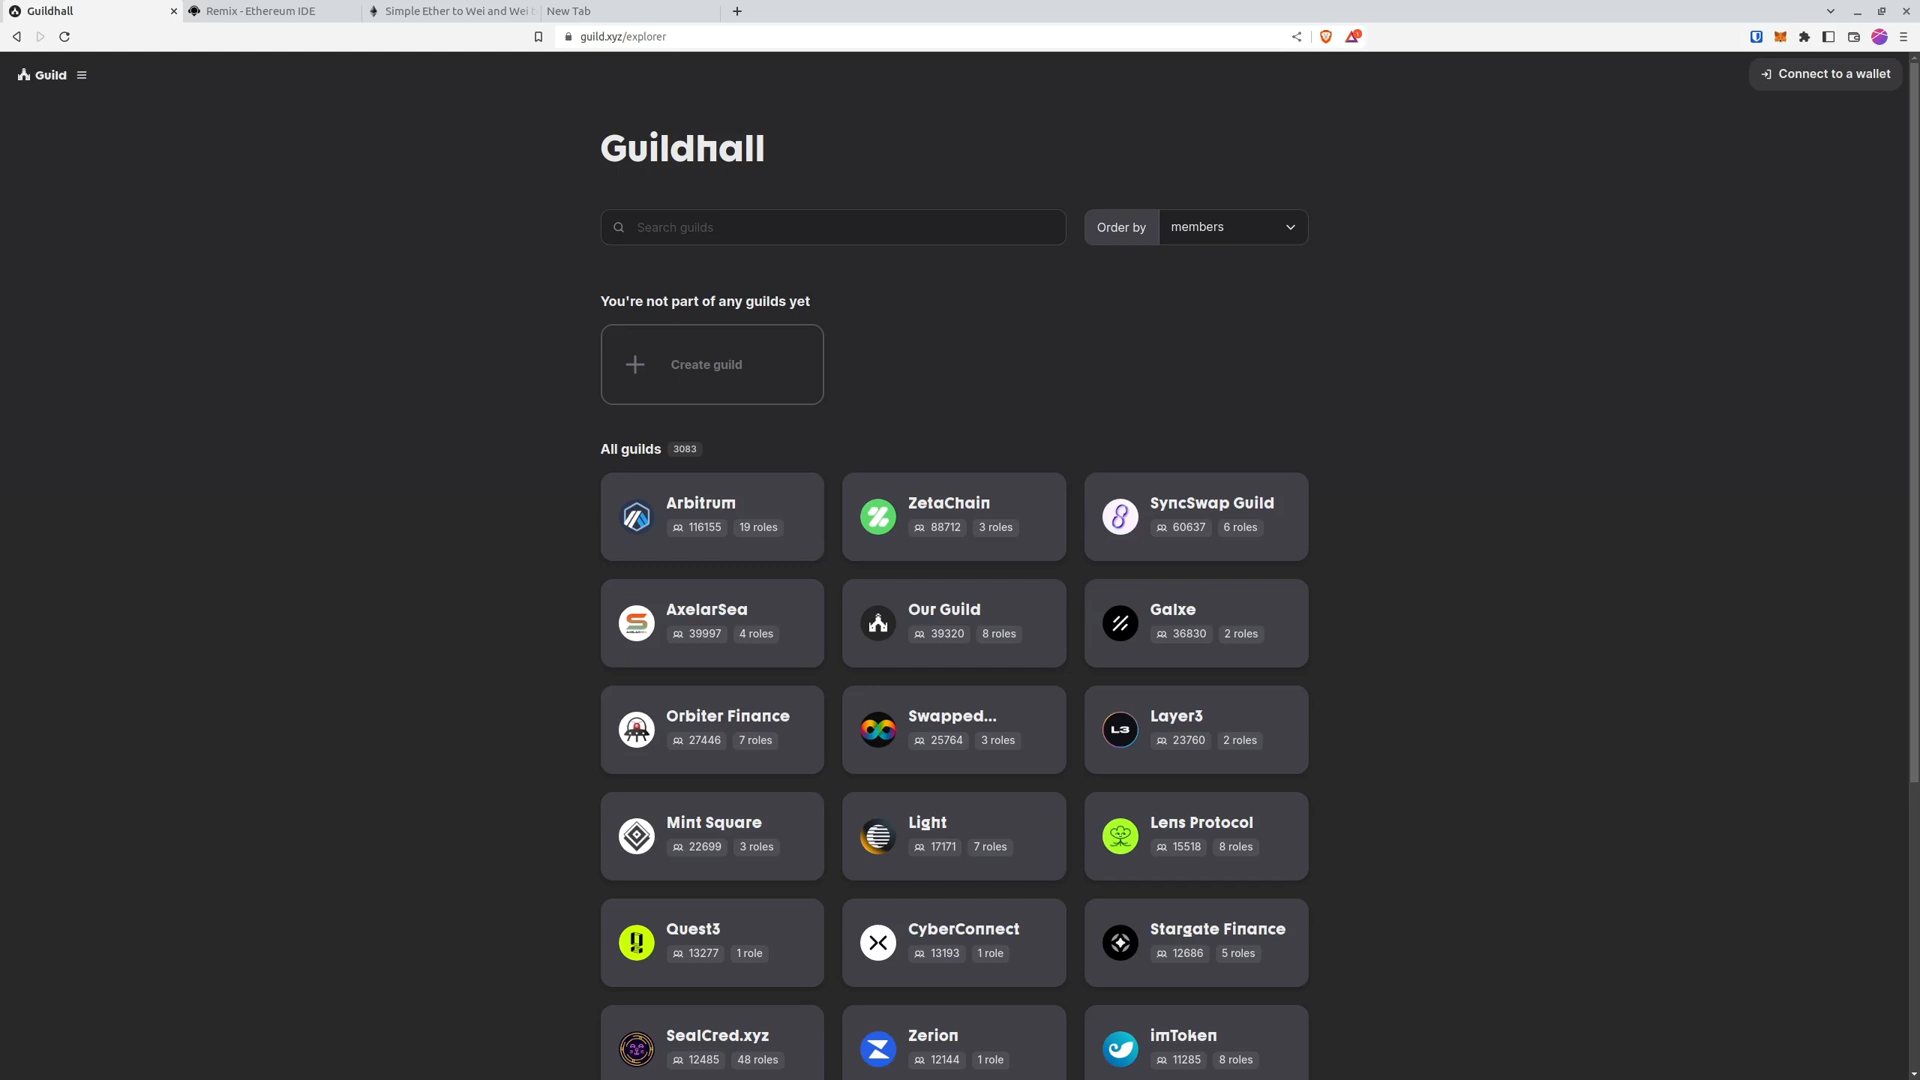 Guildhall
Remix - Ethereum IDE
Simple Ether to Wei and Wei t
New Tab
guild.xyz/explorer
Guild
Connect to a wallet
Guildhall
Search guilds
Order by
members
You're not part of any guilds yet
Create guild
All guilds 3083
Arbitrum
116155 19 roles
ZetaChain
88712 3 roles
SyncSwap Guild
60637 6 roles
AxelarSea
39997 4 roles
Our Guild
39320 8 roles
Galxe
36830 2 roles
Orbiter Finance
27446 7 roles
Swapped...
25764 3 roles
L3
Layer3
23760 2 roles
Mint Square
22699 3 roles
Light
17171 7 roles
Lens Protocol
15518 8 roles
Quest3
13277 1 role
CyberConnect
13193 1 role
Stargate Finance
12686 5 roles
SealCred.xyz
12485 48 roles
Zerion
12144 1 role
imToken
11285 8 roles